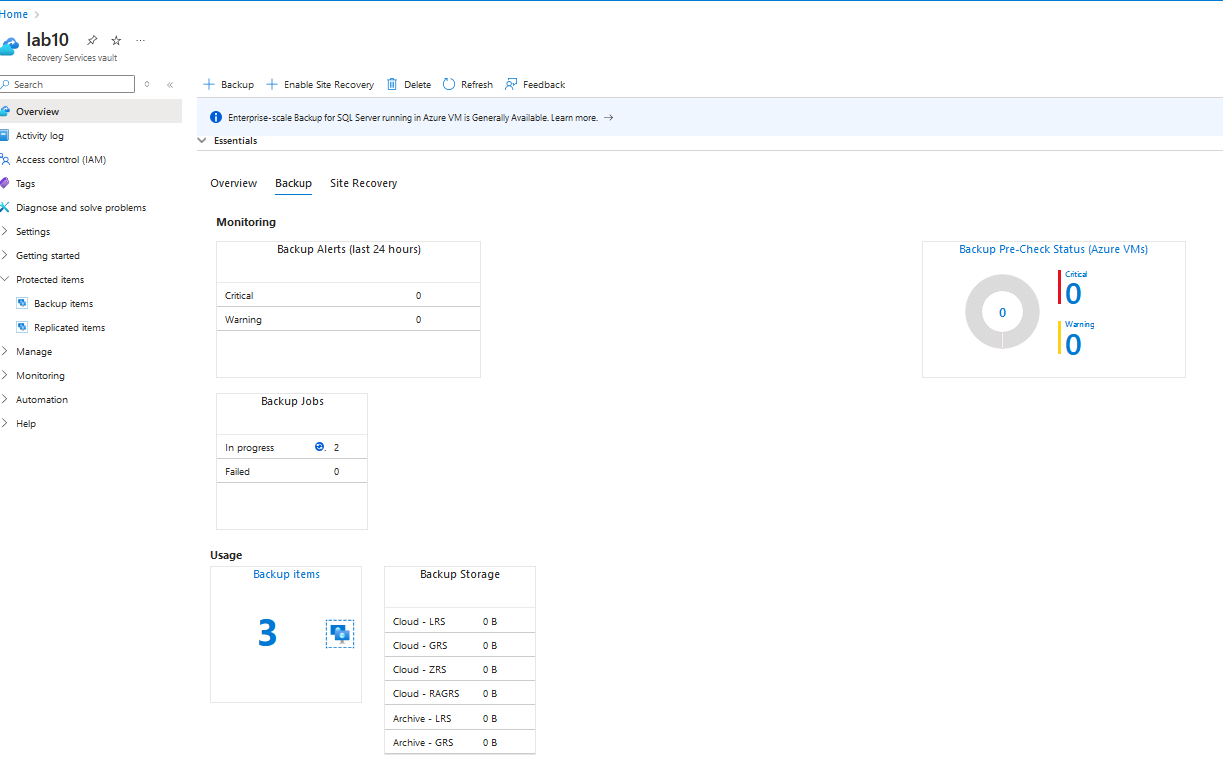 Home
lab10
Recovery Services vault
Search
Overview
Activity log
Access control (IAM)
Tags
Diagnose and solve problems
Settings
Getting started
Protected items
Backup items
Replicated items
Manage
Monitoring
Automation
Help
Backup Enable Site Recovery Delete Refresh Feedback
Enterprise-scale Backup for SQL Server running in Azure VM is Generally Available. Learn more. →
Essentials
Overview Backup Site Recovery
Monitoring
Backup Alerts (last 24 hours)
Critical 0
Warning 0
Backup Pre-Check Status (Azure VMs)
0
Critical
0
Warning
0
Backup Jobs
In progress 2
Failed 0
Usage
Backup items
3
Backup Storage
Cloud - LRS 0 B
Cloud - GRS 0 B
Cloud - ZRS 0 B
Cloud - RAGRS 0 B
Archive - LRS 0 B
Archive - GRS 0 B